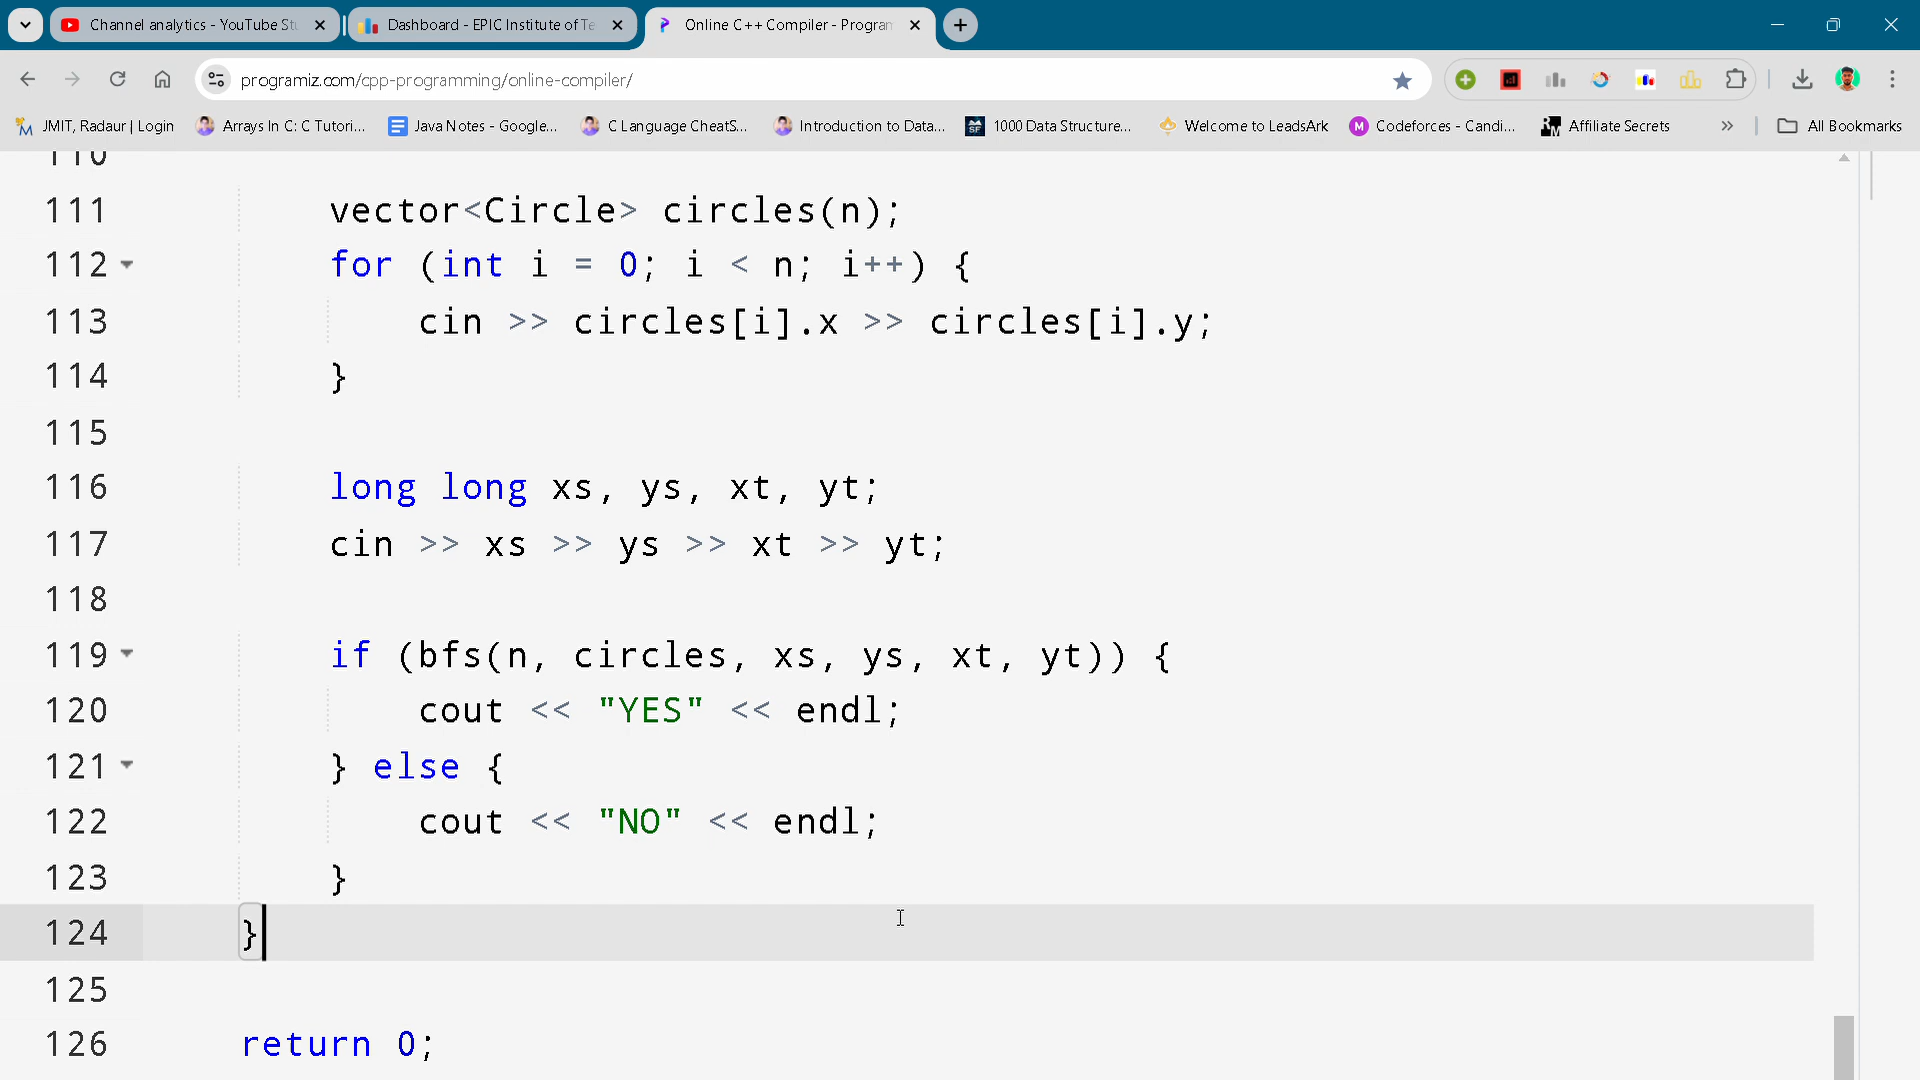 Channel analytics - YouTube Stu
Dashboard - EPIC Institute of Te
Online C++ Compiler - Program
programiz.com/cpp-programming/online-compiler/
JMIT, Radaur | Login
Arrays In C: C Tutori...
Java Notes - Google...
C Language CheatS...
Introduction to Data...
1000 Data Structure...
Welcome to LeadsArk
Codeforces - Candi...
Affiliate Secrets
All Bookmarks
110
111 vector<Circle> circles(n);
112 for (int i = 0; i < n; i++) {
113 cin >> circles[i].x >> circles[i].y;
114 }
115
116 long long xs, ys, xt, yt;
117 cin >> xs >> ys >> xt >> yt;
118
119 if (bfs(n, circles, xs, ys, xt, yt)) {
120 cout << "YES" << endl;
121 } else {
122 cout << "NO" << endl;
123 }
124 }
125
126 return 0;